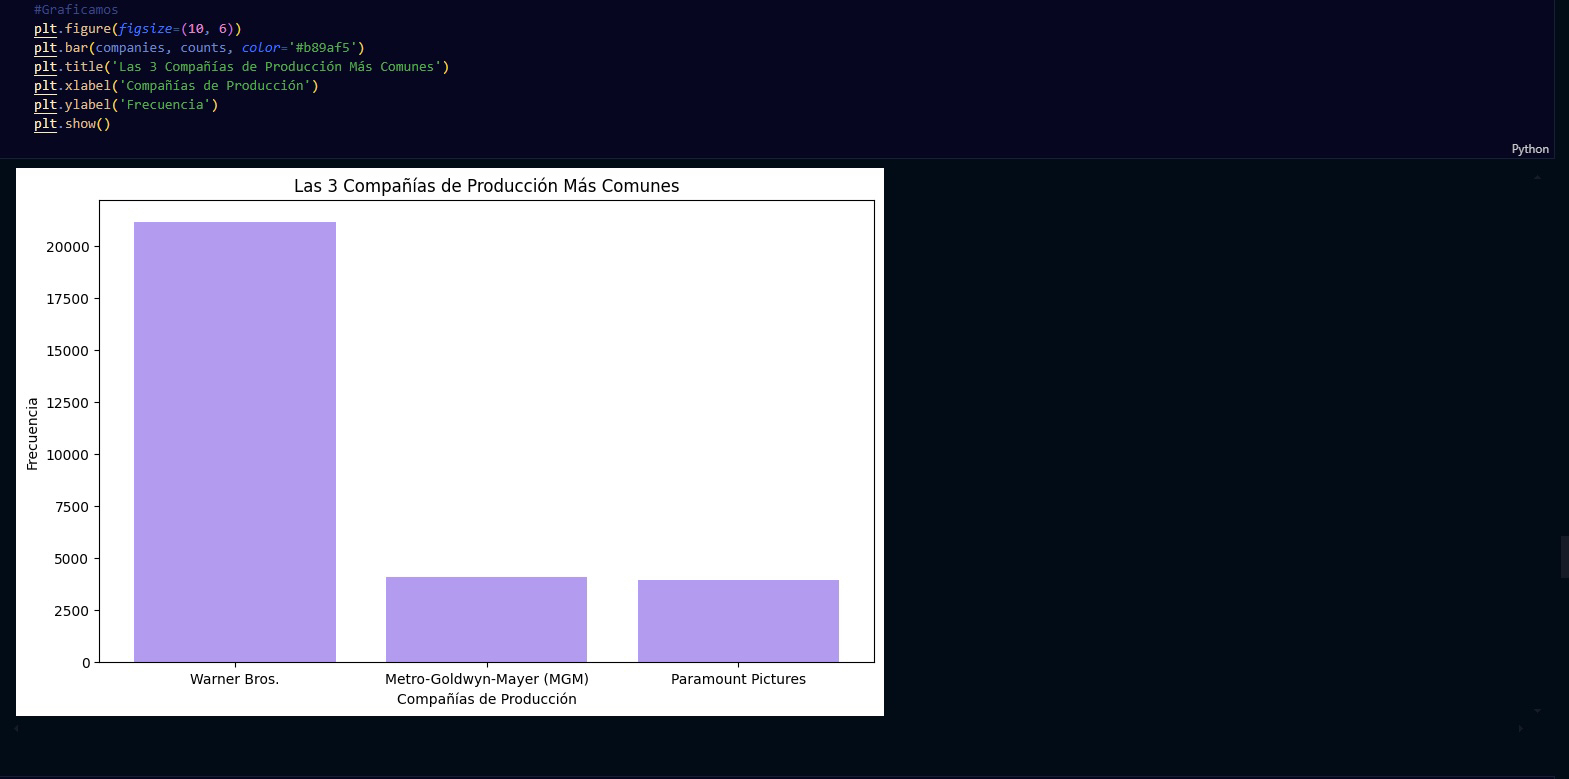 #Graficamos
plt.figure(figsize=(10, 6))
plt.bar(companies, counts, color='#b89af5')
plt.title('Las 3 Compañías de Producción Más Comunes')
plt.xlabel('Compañías de Producción')
plt.ylabel('Frecuencia')
plt.show()
Python
Las 3 Compañías de Producción Más Comunes
20000
17500
15000
12500
10000
7500
5000
2500
0
Frecuencia
Warner Bros. Metro-Goldwyn-Mayer (MGM) Paramount Pictures
Compañías de Producción